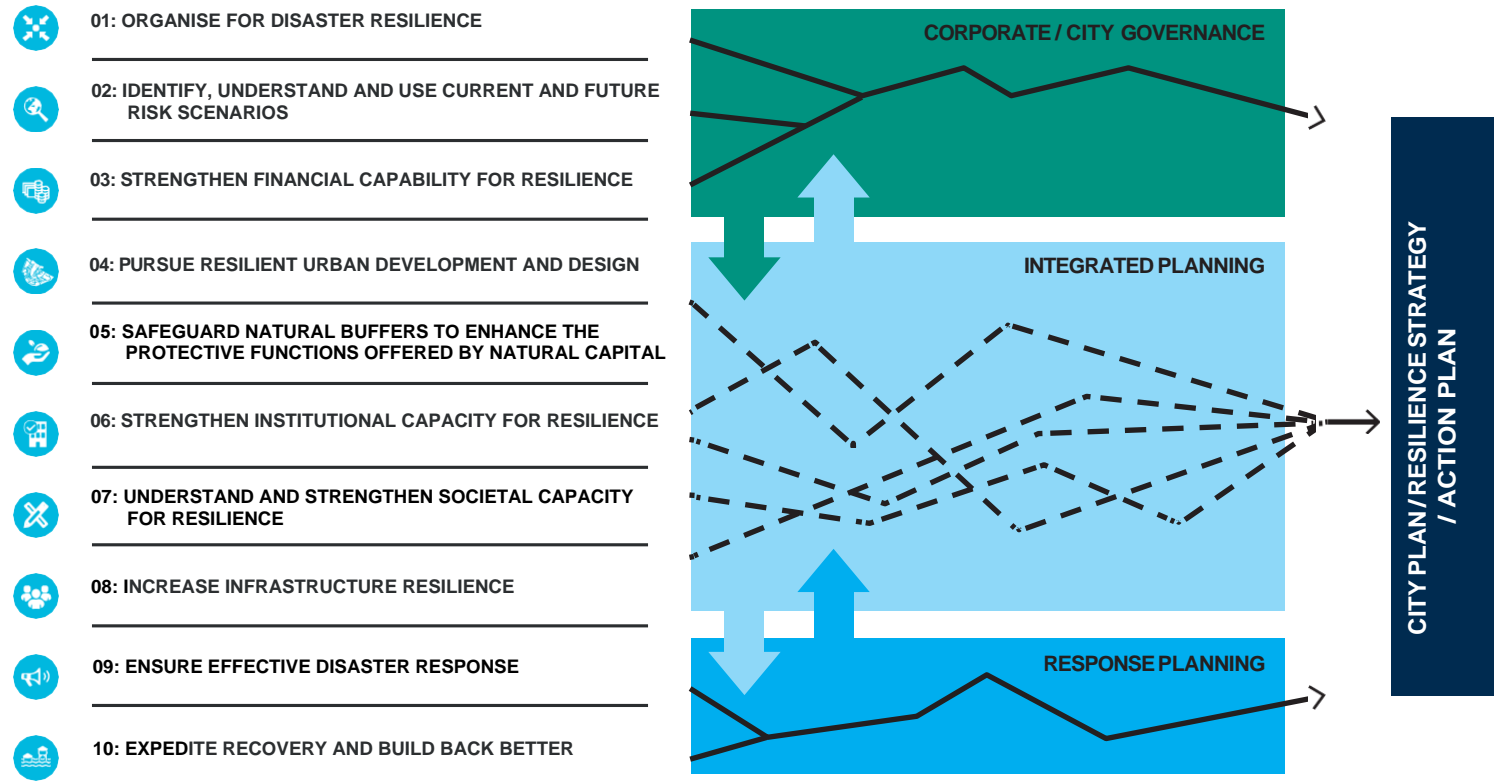 01: ORGANISE FOR DISASTER RESILIENCE
02: IDENTIFY, UNDERSTAND AND USE CURRENT AND FUTURE
RISK SCENARIOS
03: STRENGTHEN FINANCIAL CAPABILITY FOR RESILIENCE
04: PURSUE RESILIENT URBAN DEVELOPMENT AND DESIGN
05: SAFEGUARD NATURAL BUFFERS TO ENHANCE THE
PROTECTIVE FUNCTIONS OFFERED BY NATURAL CAPITAL
06: STRENGTHEN INSTITUTIONAL CAPACITY FOR RESILIENCE
07: UNDERSTAND AND STRENGTHEN SOCIETAL CAPACITY
FOR RESILIENCE
08: INCREASE INFRASTRUCTURE RESILIENCE
09: ENSURE EFFECTIVE DISASTER RESPONSE
10: EXPEDITE RECOVERY AND BUILD BACK BETTER
CORPORATE / CITY GOVERNANCE
INTEGRATED PLANNING
RESPONSE PLANNING
CITY PLAN / RESILIENCE STRATEGY
/ ACTION PLAN